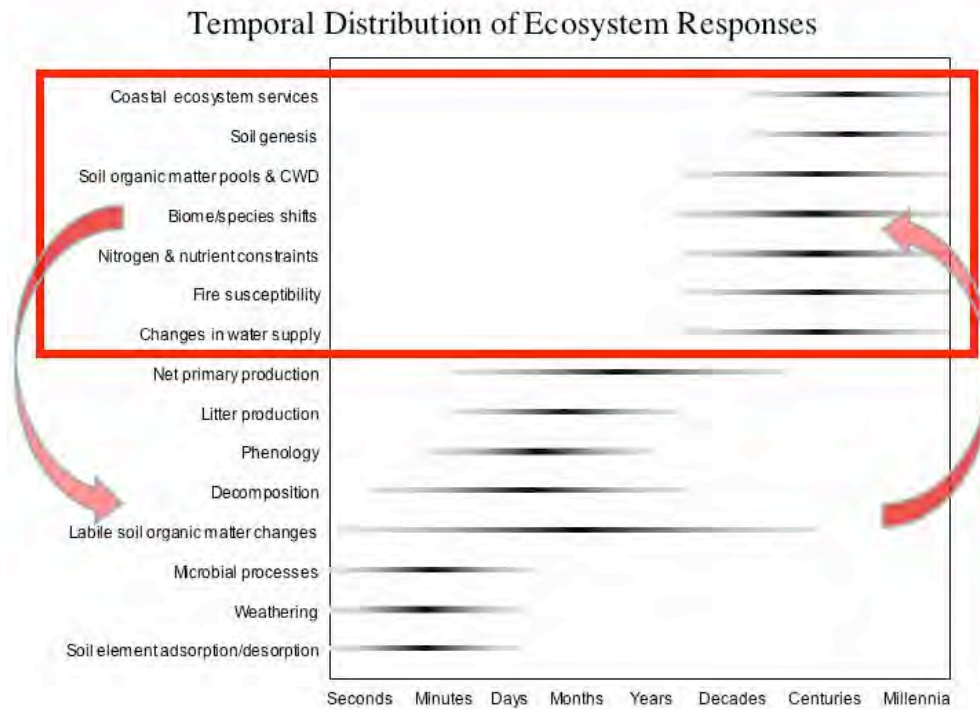 Temporal Distribution of Ecosystem Responses
Coastal ecosystem services
Soil genesis
Soil organic matter pools & CWD
Biome/species shifts
Nitrogen & nutrient constraints
Fire susceptibility
Changes in water supply
Net primary production
Litter production
Phenology
Decomposition
Labile soil organic matter changes
Microbial processes
Weathering
Soil element adsorption/desorption
Seconds Minutes Days Months Years Decades Centuries Millennia